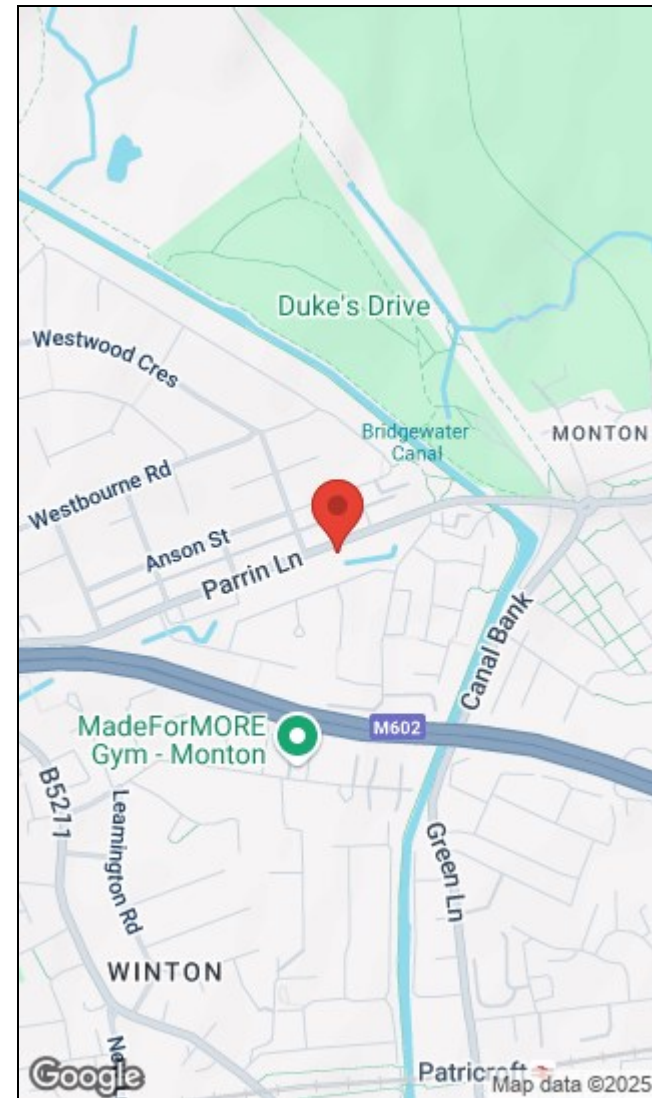 Duke's Drive
Westwood Cres
Bridgewater
Canal
MONTON
Westbourne Rd
Anson St
Parrin Ln
Canal Bank
MadeForMORE
Gym - Monton
M602
B5211
Leamington Rd
Green Ln
WINTON
Patricroft
Google
Map data ©2025